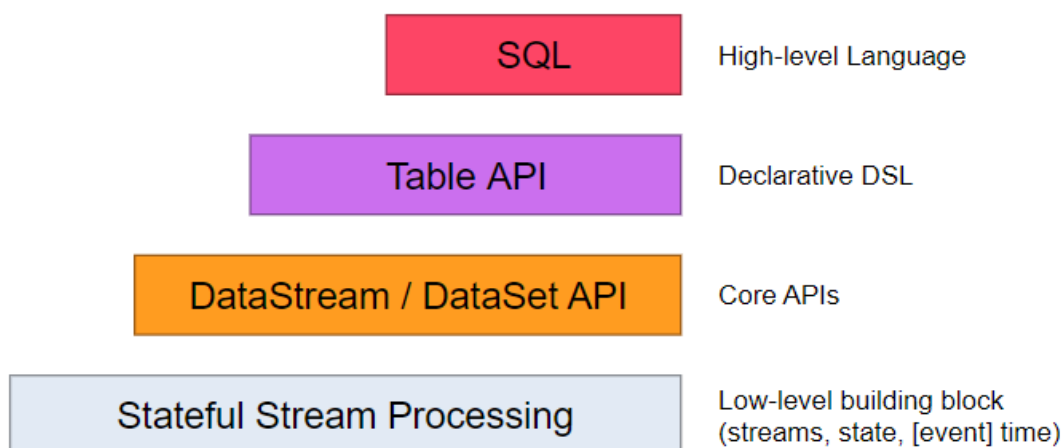 SQL
High-level Language
Table API
Declarative DSL
DataStream / DataSet API
Core APIs
Stateful Stream Processing
Low-level building block
(streams, state, [event] time)